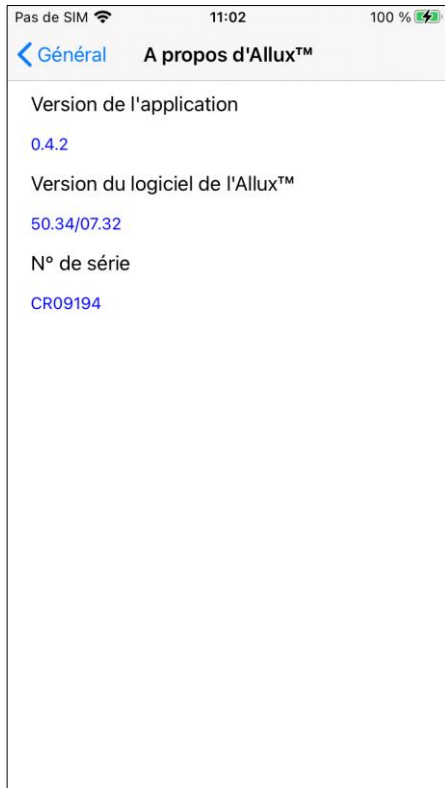 Pas de SIM 11:02 100 %
Général A propos d'Allux™
Version de l'application
0.4.2
Version du logiciel de l'Allux™
50.34/07.32
N° de série
CR09194